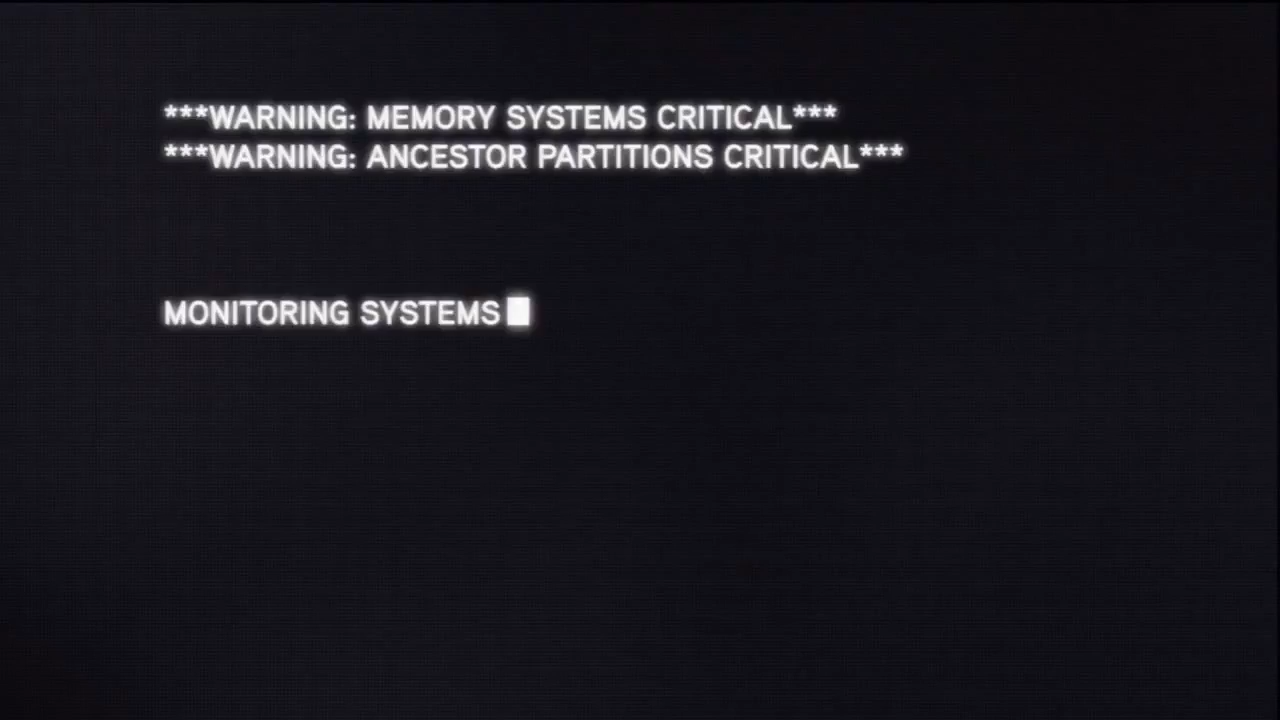 ***WARNING: MEMORY SYSTEMS CRITICAL***
***WARNING: ANCESTOR PARTITIONS CRITICAL***
MONITORING SYSTEMS